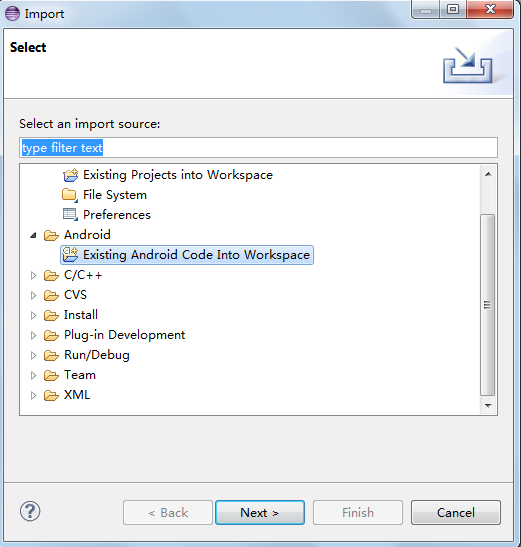 Import
Select
Select an import source:
type filter text
Existing Projects into Workspace
File System
Preferences
Android
Existing Android Code Into Workspace
C/C++
CVS
Install
Plug-in Development
Run/Debug
Team
XML
?
< Back
Next >
Finish
Cancel